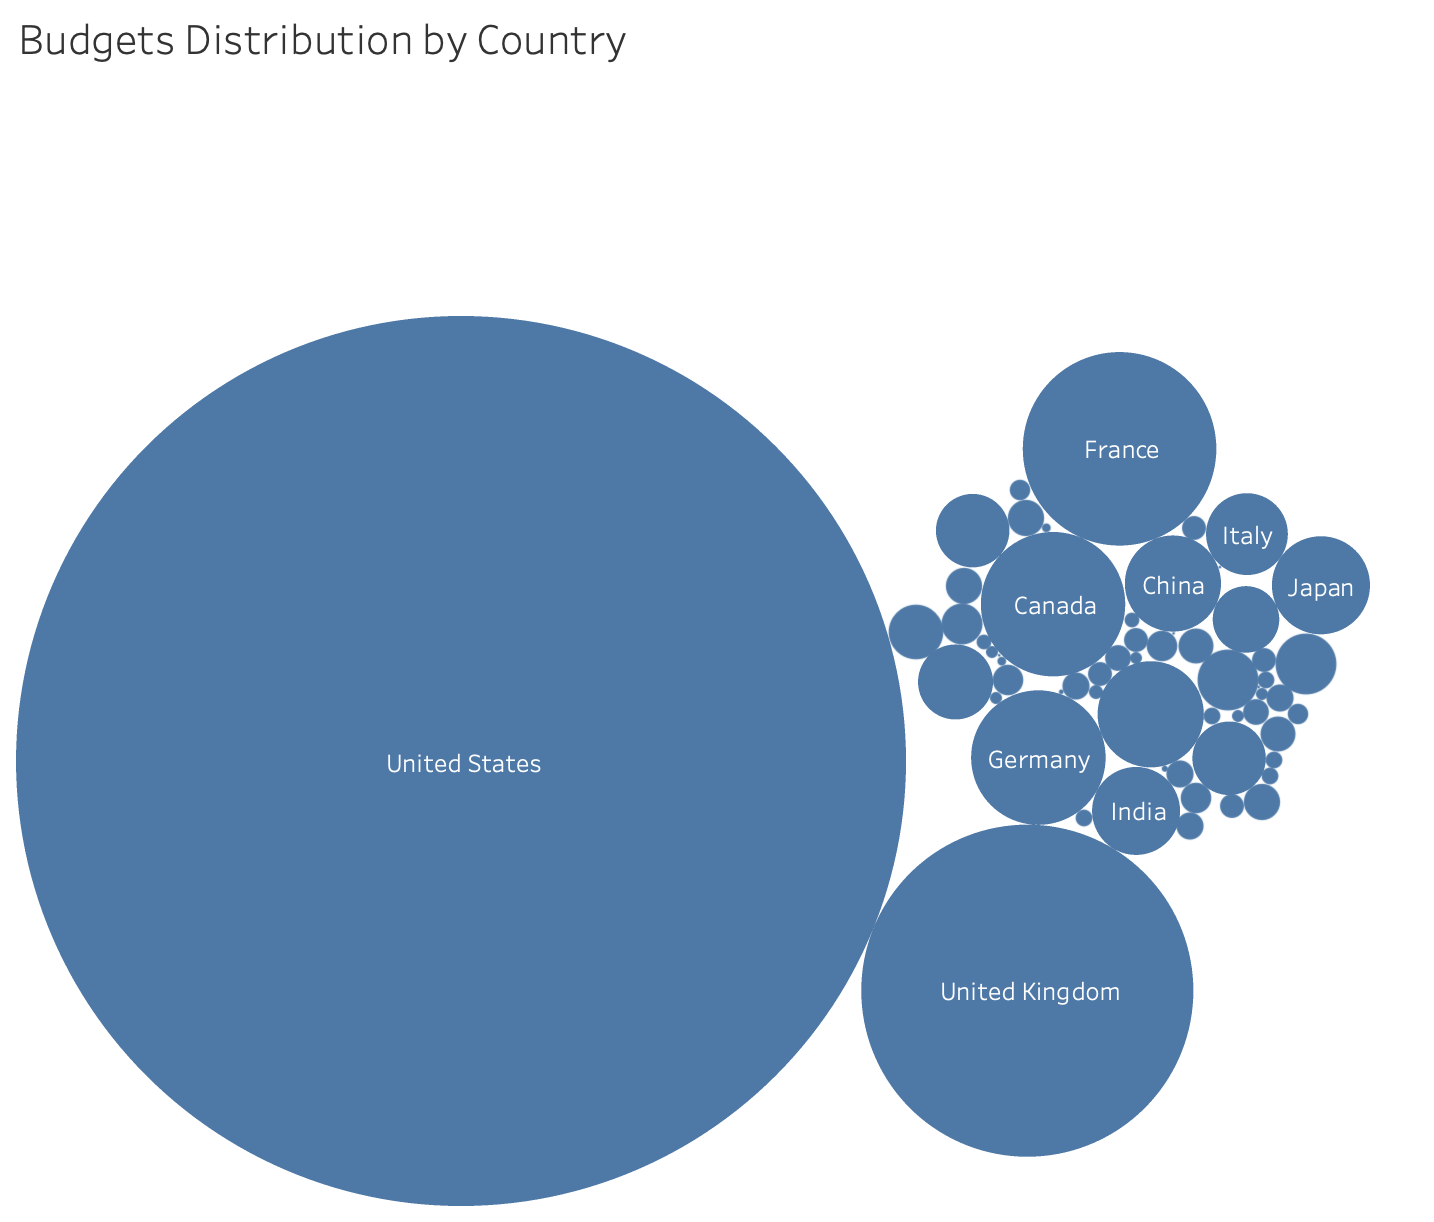 Budgets Distribution by Country
France
Italy
China
Japan
Canada
Germany
United States
India
United Kingdom